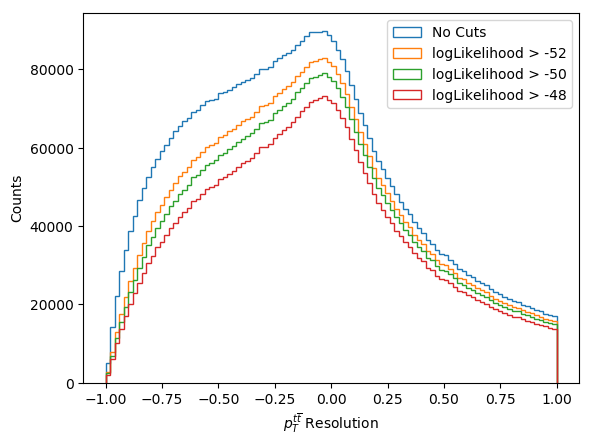 No Cuts
logLikelihood > -52
logLikelihood > -50
logLikelihood > -48
Counts
80000
60000
40000
20000
0
−1.00 −0.75 −0.50 −0.25 0.00 0.25 0.50 0.75 1.00
$p_T^{t\overline{t}}$ Resolution